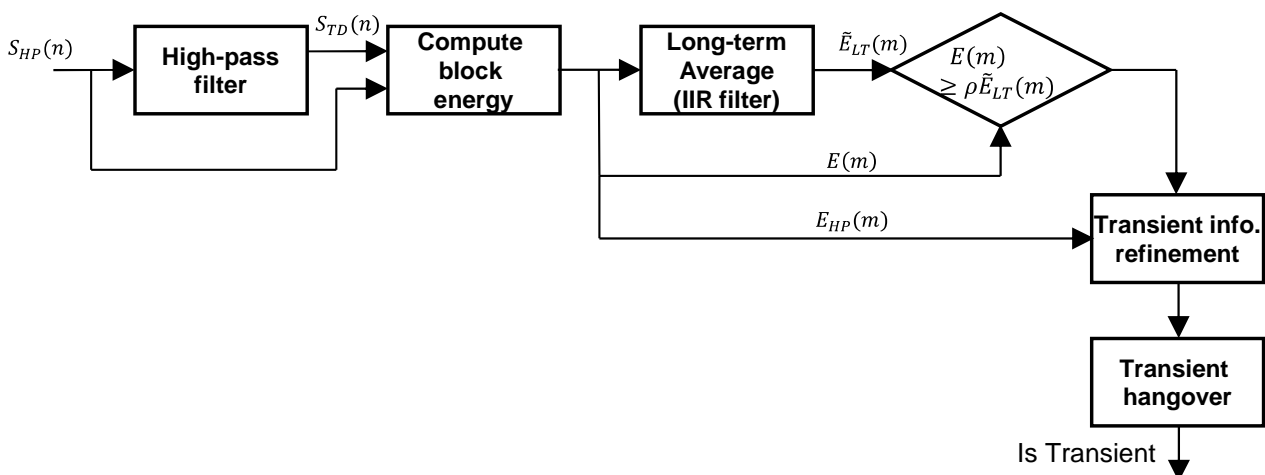 S_HP(n)
High-pass
filter
S_TD(n)
Compute
block
energy
Long-term
Average
(IIR filter)
Ẽ_LT(m)
E(m)
≥ ρẼ_LT(m)
E(m)
E_HP(m)
Transient info.
refinement
Transient
hangover
Is Transient